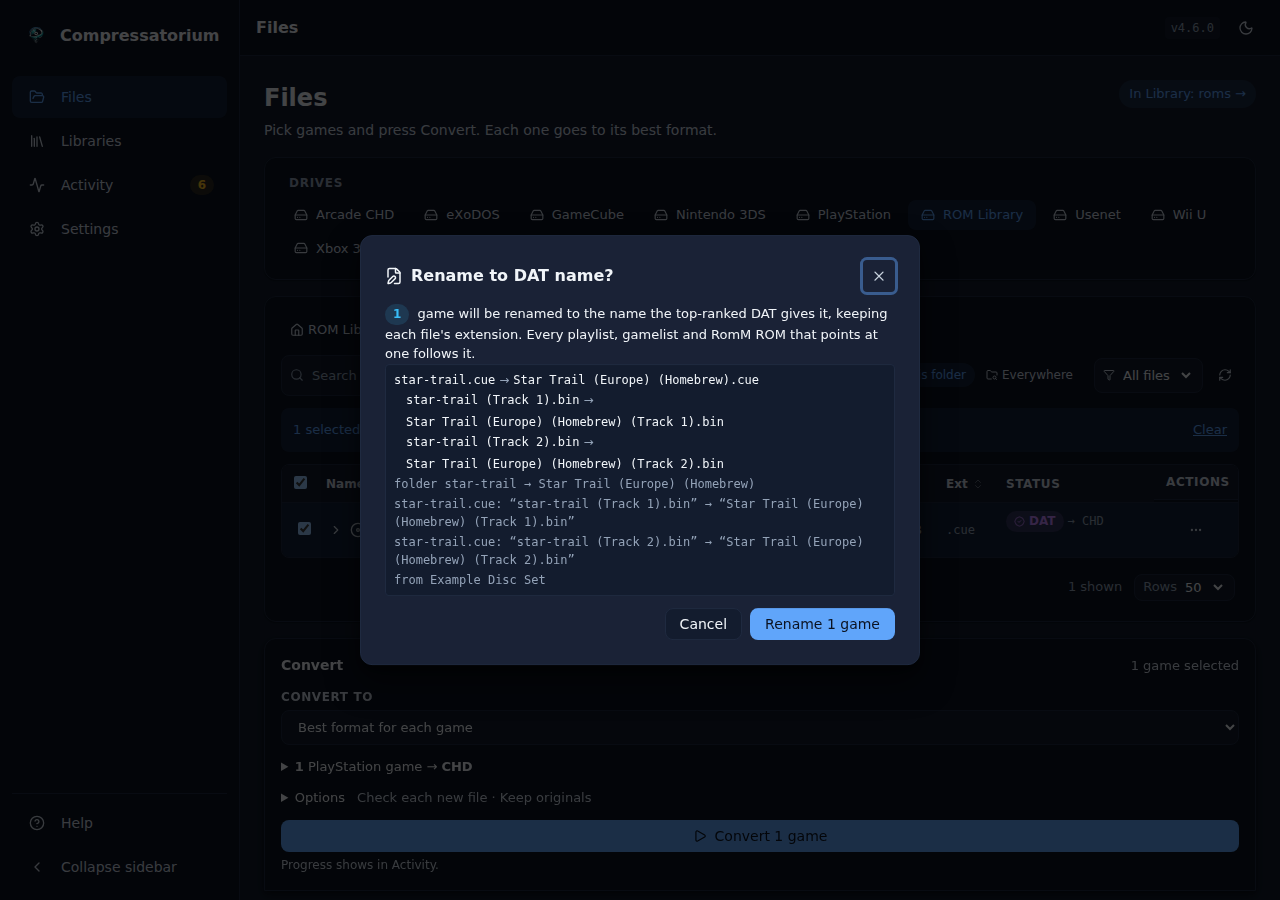 Compressatorium
Files
v4.6.0
Files
Libraries
Activity
6
Settings
Files
In Library: roms →
Pick games and press Convert. Each one goes to its best format.
DRIVES
Arcade CHD
eXoDOS
GameCube
Nintendo 3DS
PlayStation
ROM Library
Usenet
Wii U
Xbox 3
Rename to DAT name?
1 game will be renamed to the name the top-ranked DAT gives it, keeping
each file's extension. Every playlist, gamelist and RomM ROM that points at
one follows it.
star-trail.cue → Star Trail (Europe) (Homebrew).cue
star-trail (Track 1).bin →
Star Trail (Europe) (Homebrew) (Track 1).bin
star-trail (Track 2).bin →
Star Trail (Europe) (Homebrew) (Track 2).bin
folder star-trail → Star Trail (Europe) (Homebrew)
star-trail.cue: “star-trail (Track 1).bin” → “Star Trail (Europe)
(Homebrew) (Track 1).bin”
star-trail.cue: “star-trail (Track 2).bin” → “Star Trail (Europe)
(Homebrew) (Track 2).bin”
from Example Disc Set
Cancel
Rename 1 game
ROM Lib
Search
folder
Everywhere
All files
1 selected
Clear
Name
Ext
STATUS
ACTIONS
.cue
DAT → CHD
1 shown
Rows 50
Convert
1 game selected
CONVERT TO
Best format for each game
1 PlayStation game → CHD
Options Check each new file · Keep originals
Convert 1 game
Progress shows in Activity.
Help
Collapse sidebar